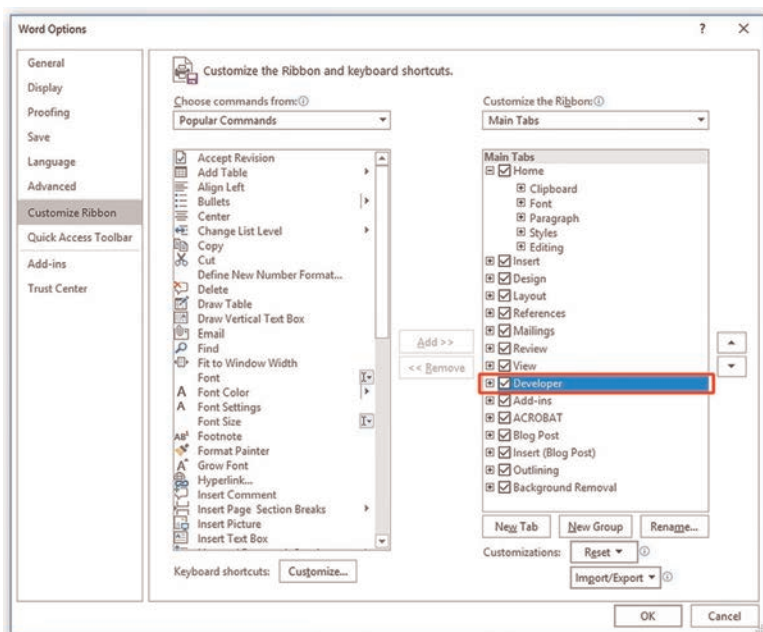 Word Options
?
General
Display
Proofing
Save
Language
Advanced
Customize Ribbon
Quick Access Toolbar
Add-ins
Trust Center
Customize the Ribbon and keyboard shortcuts.
Choose commands from:
Popular Commands
Accept Revision
Add Table
Align Left
Bullets
Center
Change List Level
Copy
Cut
Define New Number Format...
Delete
Draw Table
Draw Vertical Text Box
Email
Find
Fit to Window Width
Font
Font Color
Font Settings
Font Size
Footnote
Format Painter
Grow Font
Hyperlink...
Insert Comment
Insert Page Section Breaks
Insert Picture
Insert Text Box
Keyboard shortcuts: Customize...
Add >>
<< Remove
Customize the Ribbon:
Main Tabs
Main Tabs
Home
Clipboard
Font
Paragraph
Styles
Editing
Insert
Design
Layout
References
Mailings
Review
View
Developer
Add-ins
ACROBAT
Blog Post
Insert (Blog Post)
Outlining
Background Removal
New Tab New Group Rename...
Customizations: Reset
Import/Export
OK Cancel